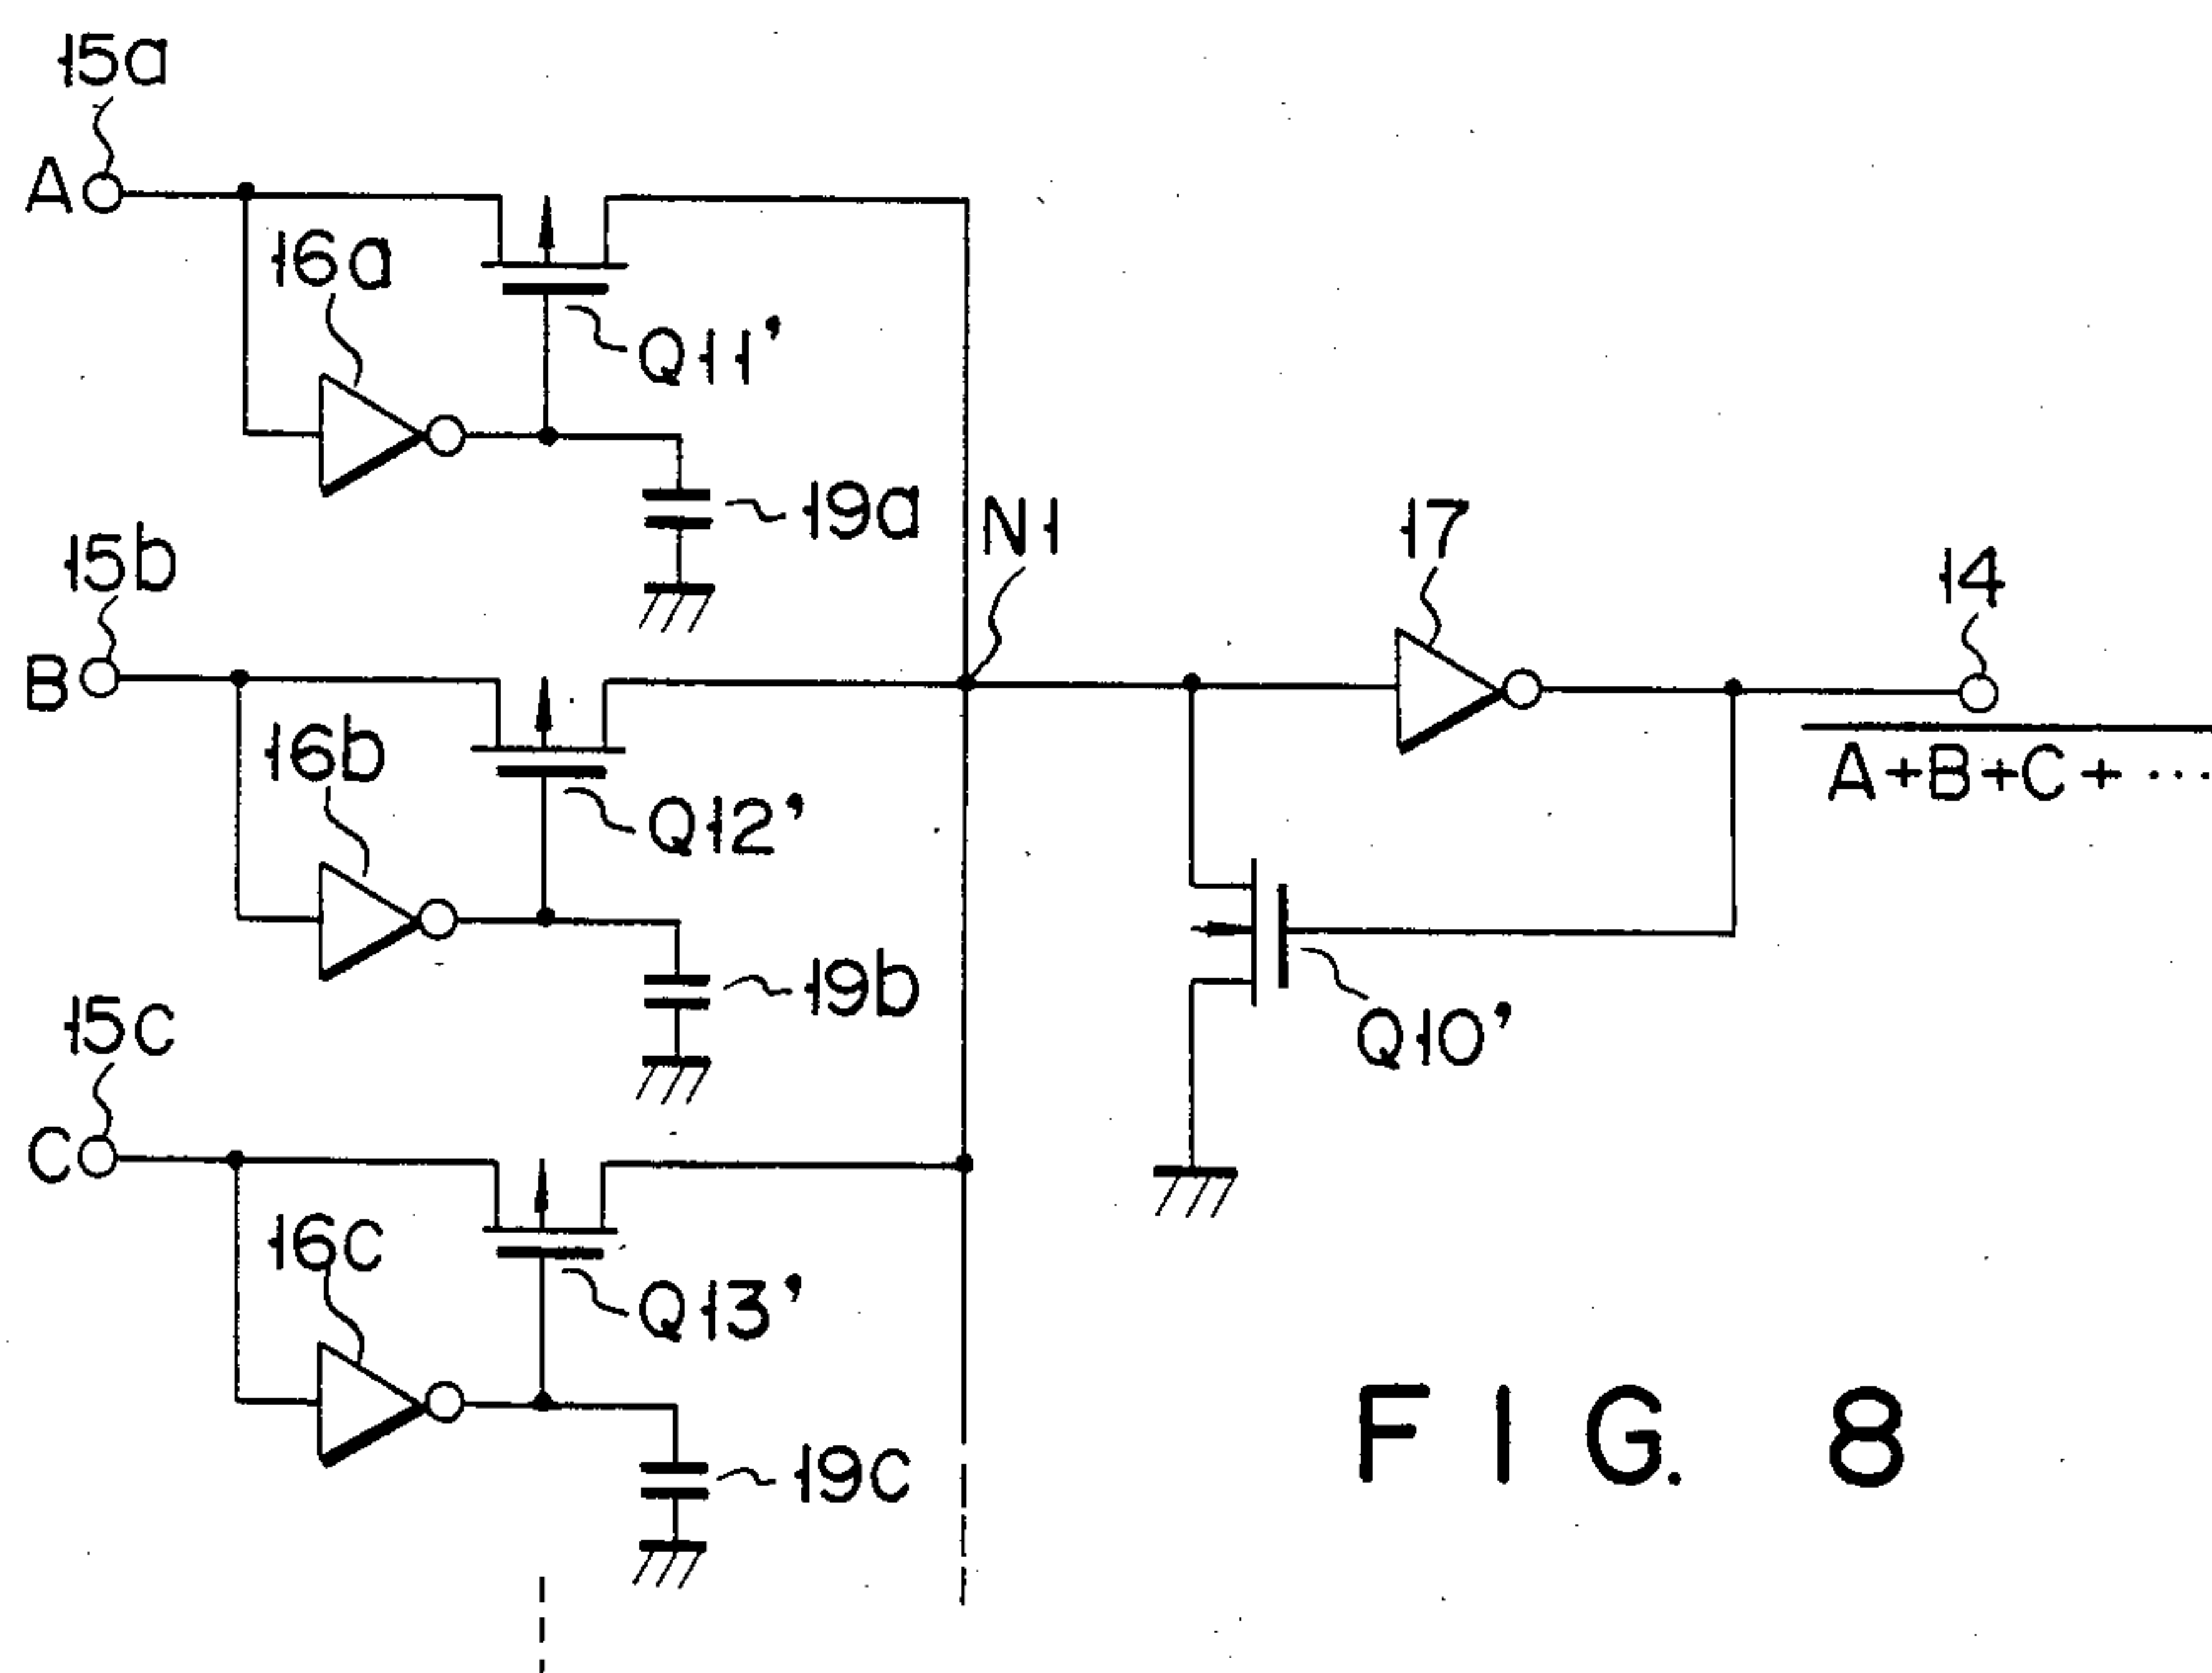 15a
A
16a
Q11'
19a
N1
17
14
15b
B
16b
Q12'
A+B+C+···
19b
Q10'
15c
C
16c
Q13'
19c
FIG. 8